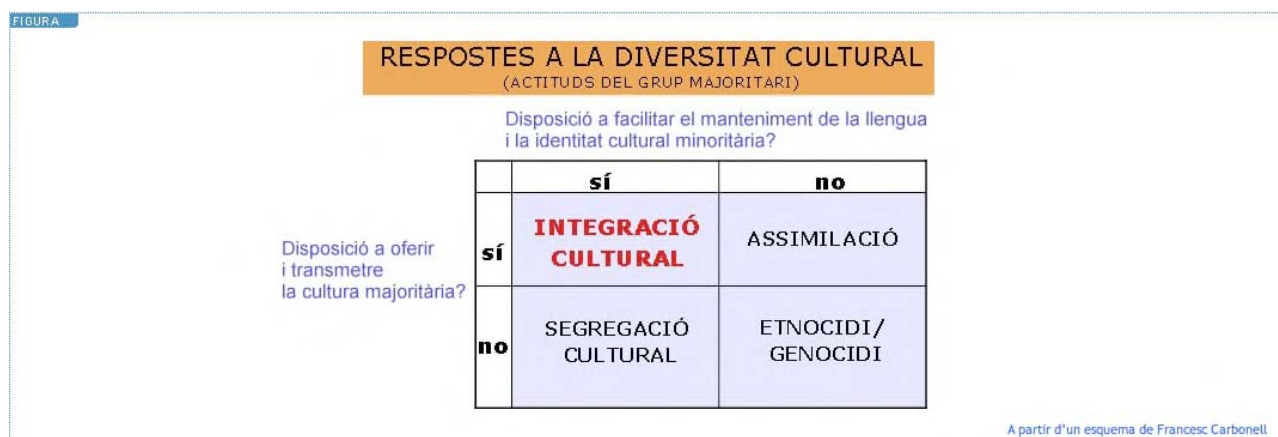 FIGURA
RESPOSTES A LA DIVERSITAT CULTURAL
(ACTITUDS DEL GRUP MAJORITARI)
Disposició a facilitar el manteniment de la llengua
i la identitat cultural minoritària?
sí no
Disposició a oferir
i transmetre
la cultura majoritària?
sí
INTEGRACIÓ
CULTURAL
ASSIMILACIÓ
no
SEGREGACIÓ
CULTURAL
ETNOCIDI/
GENOCIDI
A partir d'un esquema de Francesc Carbonell